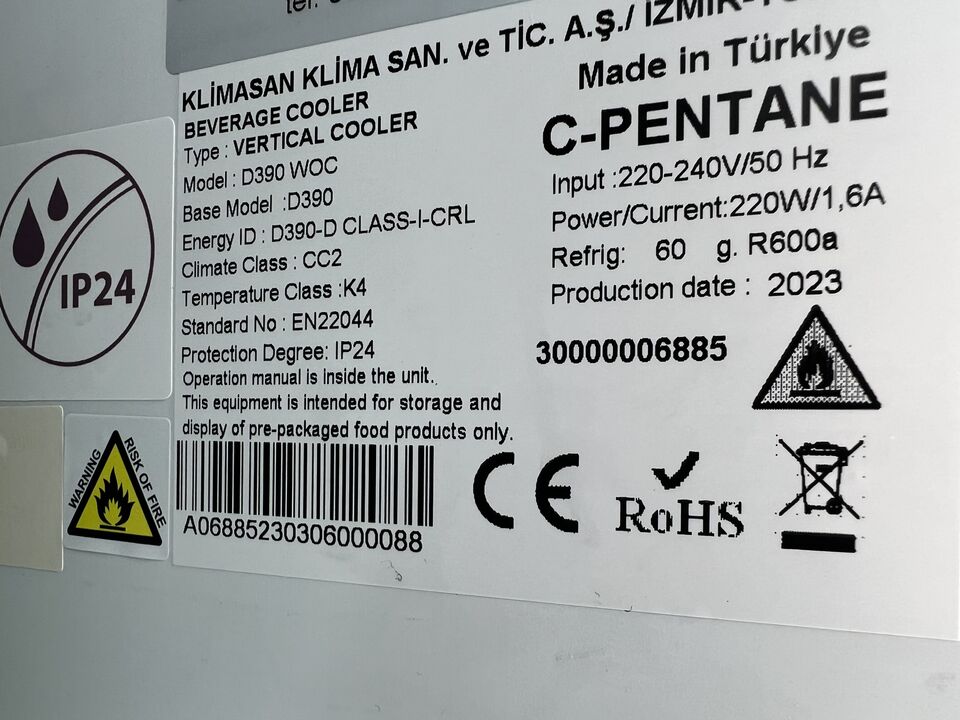 tel:
KLİMASAN KLİMA SAN. ve TİC. A.Ş./ İZMİR-
BEVERAGE COOLER
Type : VERTICAL COOLER
Model : D390 WOC
Base Model :D390
Energy ID : D390-D CLASS-I-CRL
Climate Class : CC2
Temperature Class :K4
Standard No : EN22044
Protection Degree: IP24
Operation manual is inside the unit.
This equipment is intended for storage and
display of pre-packaged food products only.
A06885230306000088
Made in Türkiye
C-PENTANE
Input :220-240V/50 Hz
Power/Current:220W/1,6A
Refrig: 60 g. R600a
Production date : 2023
30000006885
CE
RoHS
IP24
WARNING
RISK OF FIRE